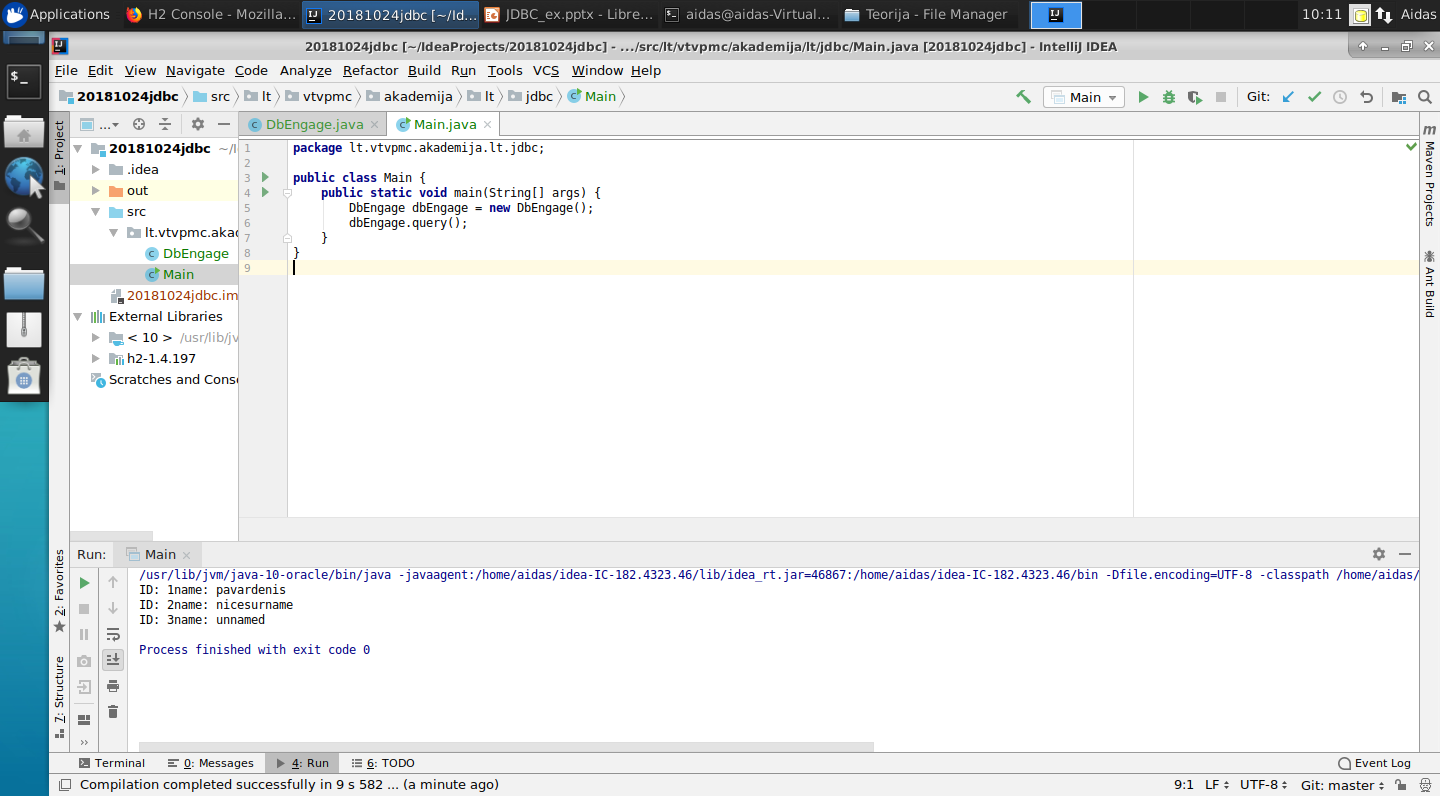 Applications
H2 Console - Mozilla...
20181024jdbc [~/Id...
JDBC_ex.pptx - Libre...
aidas@aidas-Virtual...
Teorija - File Manager
10:11
Aidas
20181024jdbc [~/IdeaProjects/20181024jdbc] - .../src/lt/vtvpmc/akademija/lt/jdbc/Main.java [20181024jdbc] - IntelliJ IDEA
File Edit View Navigate Code Analyze Refactor Build Run Tools VCS Window Help
20181024jdbc src lt vtvpmc akademija lt jdbc Main
Main
Git:
1: Project
...
DbEngage.java
Main.java
20181024jdbc ~/I
.idea
out
src
lt.vtvpmc.akad
DbEngage
Main
20181024jdbc.im
External Libraries
< 10 > /usr/lib/jv
h2-1.4.197
Scratches and Conso
1 package lt.vtvpmc.akademija.lt.jdbc;
2
3 public class Main {
4 public static void main(String[] args) {
5 DbEngage dbEngage = new DbEngage();
6 dbEngage.query();
7 }
8 }
9
Maven Projects
Ant Build
2: Favorites
7: Structure
Run: Main
/usr/lib/jvm/java-10-oracle/bin/java -javaagent:/home/aidas/idea-IC-182.4323.46/lib/idea_rt.jar=46867:/home/aidas/idea-IC-182.4323.46/bin -Dfile.encoding=UTF-8 -classpath /home/aidas/
ID: 1name: pavardenis
ID: 2name: nicesurname
ID: 3name: unnamed
Process finished with exit code 0
Terminal
0: Messages
4: Run
6: TODO
Event Log
Compilation completed successfully in 9 s 582 ... (a minute ago)
9:1 LF UTF-8 Git: master